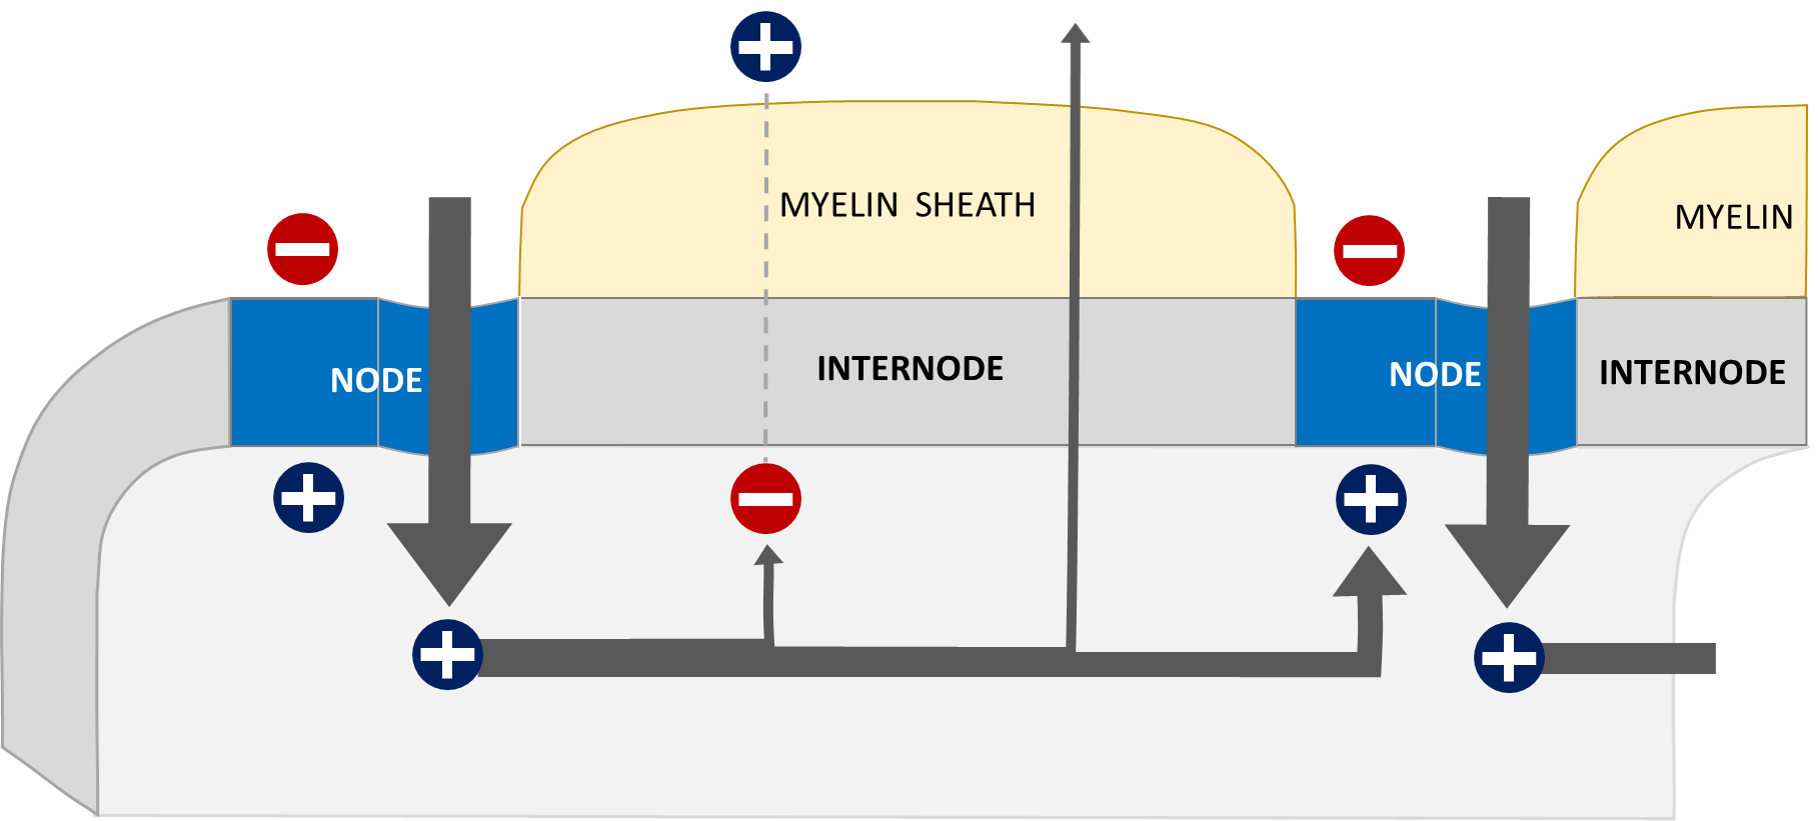 MYELIN SHEATH
MYELIN
NODE
INTERNODE
NODE
INTERNODE